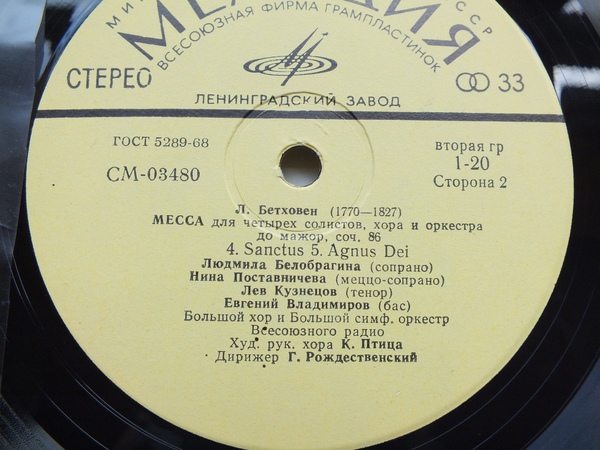 МЕЛОДИЯ
ВСЕСОЮЗНАЯ ФИРМА ГРАМПЛАСТИНОК
СТЕРЕО
33
ЛЕНИНГРАДСКИЙ ЗАВОД
ГОСТ 5289-68
вторая гр
СМ-03480
1-20
Сторона 2
Л. Бетховен (1770—1827)
МЕССА для четырех солистов, хора и оркестра
до мажор, соч. 86
4. Sanctus 5. Agnus Dei
Людмила Белобрагина (сопрано)
Нина Поставничева (меццо-сопрано)
Лев Кузнецов (тенор)
Евгений Владимиров (бас)
Большой хор и Большой симф. оркестр
Всесоюзного радио
Худ. рук. хора К. Птица
Дирижер Г. Рождественский